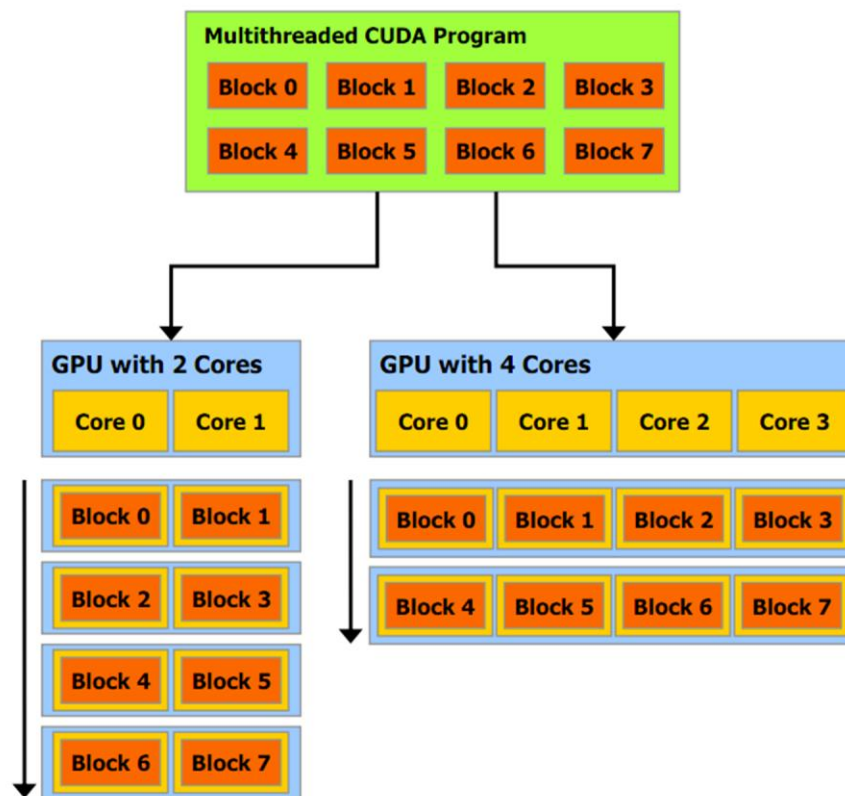 Multithreaded CUDA Program
Block 0 Block 1 Block 2 Block 3
Block 4 Block 5 Block 6 Block 7
GPU with 2 Cores
Core 0 Core 1
Block 0 Block 1
Block 2 Block 3
Block 4 Block 5
Block 6 Block 7
GPU with 4 Cores
Core 0 Core 1 Core 2 Core 3
Block 0 Block 1 Block 2 Block 3
Block 4 Block 5 Block 6 Block 7